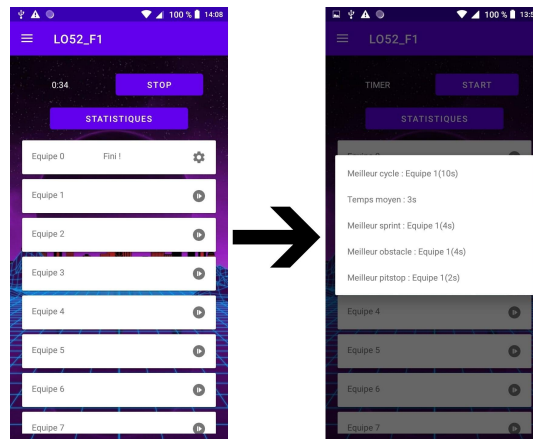 100 % 14:08
LO52_F1
0:34 STOP
STATISTIQUES
Equipe 0 Fini !
Equipe 1
Equipe 2
Equipe 3
Equipe 4
Equipe 5
Equipe 6
Equipe 7
100 %
LO52_F1
TIMER START
STATISTIQUES
Meilleur cycle : Equipe 1(10s)
Temps moyen : 3s
Meilleur sprint : Equipe 1(4s)
Meilleur obstacle : Equipe 1(4s)
Meilleur pitstop : Equipe 1(2s)
Equipe 4
Equipe 5
Equipe 6
Equipe 7